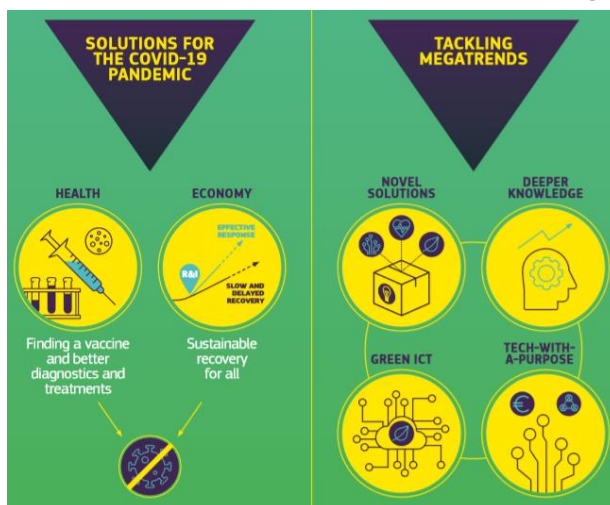 SOLUTIONS FOR
THE COVID-19
PANDEMIC
HEALTH
ECONOMY
EFFECTIVE
RESPONSE
R&I
SLOW AND
DELAYED
RECOVERY
Finding a vaccine
and better
diagnostics and
treatments
Sustainable
recovery
for all
TACKLING
MEGATRENDS
NOVEL
SOLUTIONS
DEEPER
KNOWLEDGE
GREEN ICT
TECH-WITH-
A-PURPOSE
€